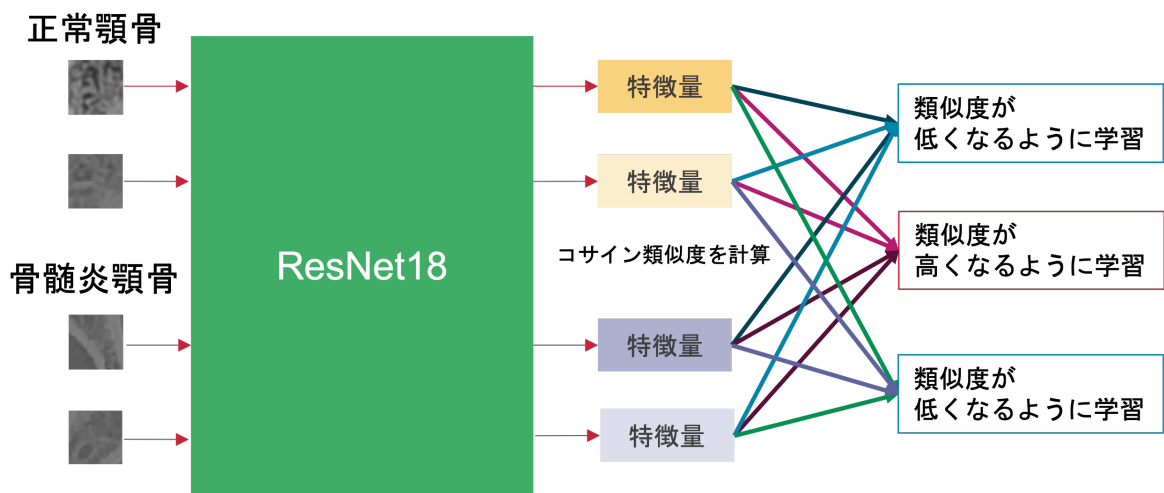 正常顎骨
骨髄炎顎骨
ResNet18
特徴量
特徴量
コサイン類似度を計算
特徴量
特徴量
類似度が
低くなるように学習
類似度が
高くなるように学習
類似度が
低くなるように学習